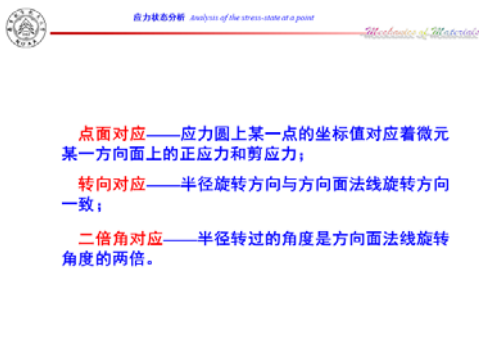 应力状态分析 Analysis of the stress-state at a point
Mechanics of Materials
点面对应——应力圆上某一点的坐标值对应着微元
某一方向面上的正应力和剪应力；
转向对应——半径旋转方向与方向面法线旋转方向
一致；
二倍角对应——半径转过的角度是方向面法线旋转
角度的两倍。